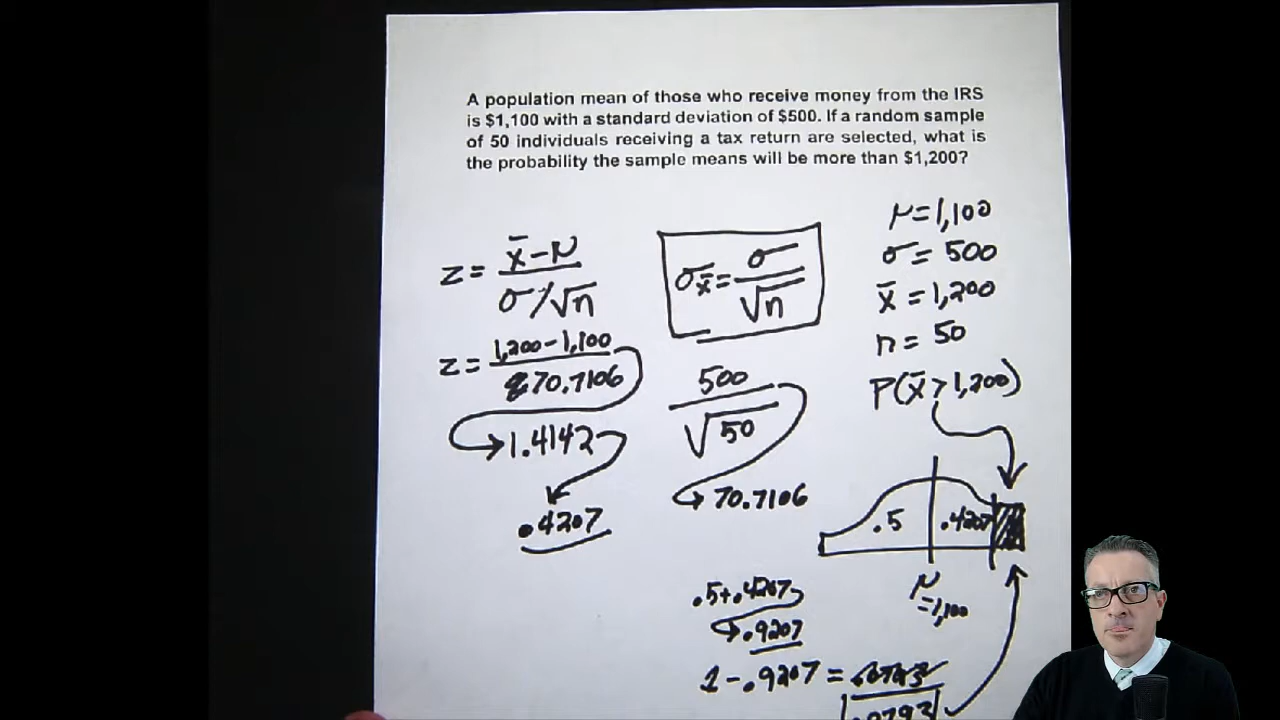 A population mean of those who receive money from the IRS
is $1,100 with a standard deviation of $500. If a random sample
of 50 individuals receiving a tax return are selected, what is
the probability the sample means will be more than $1,200?
μ = 1,100
σ = 500
x̄ = 1,200
n = 50
P(x̄ > 1,200)
z = x̄ - μ / σ/√n
σx̄ = σ / √n
z = 1,200 - 1,100 / 70.7106
1.4142
.4207
500 / √50
70.7106
.5 .4207
μ = 1,100
.5 + .4207
.9207
1 - .9207 =
.0793